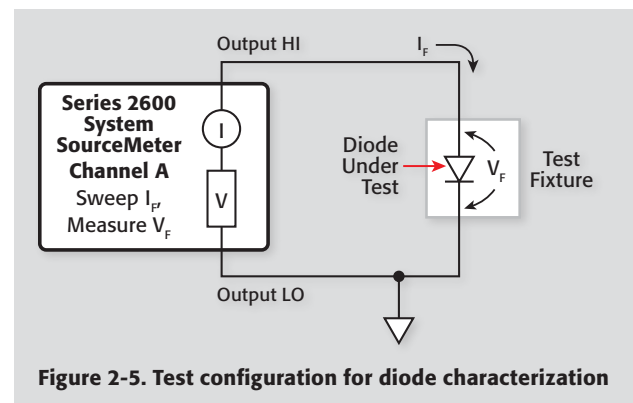 Output HI
I_F
Series 2600
System
SourceMeter
Channel A
Sweep I_F,
Measure V_F
I
V
Diode
Under
Test
V_F
Test
Fixture
Output LO
Figure 2-5. Test configuration for diode characterization